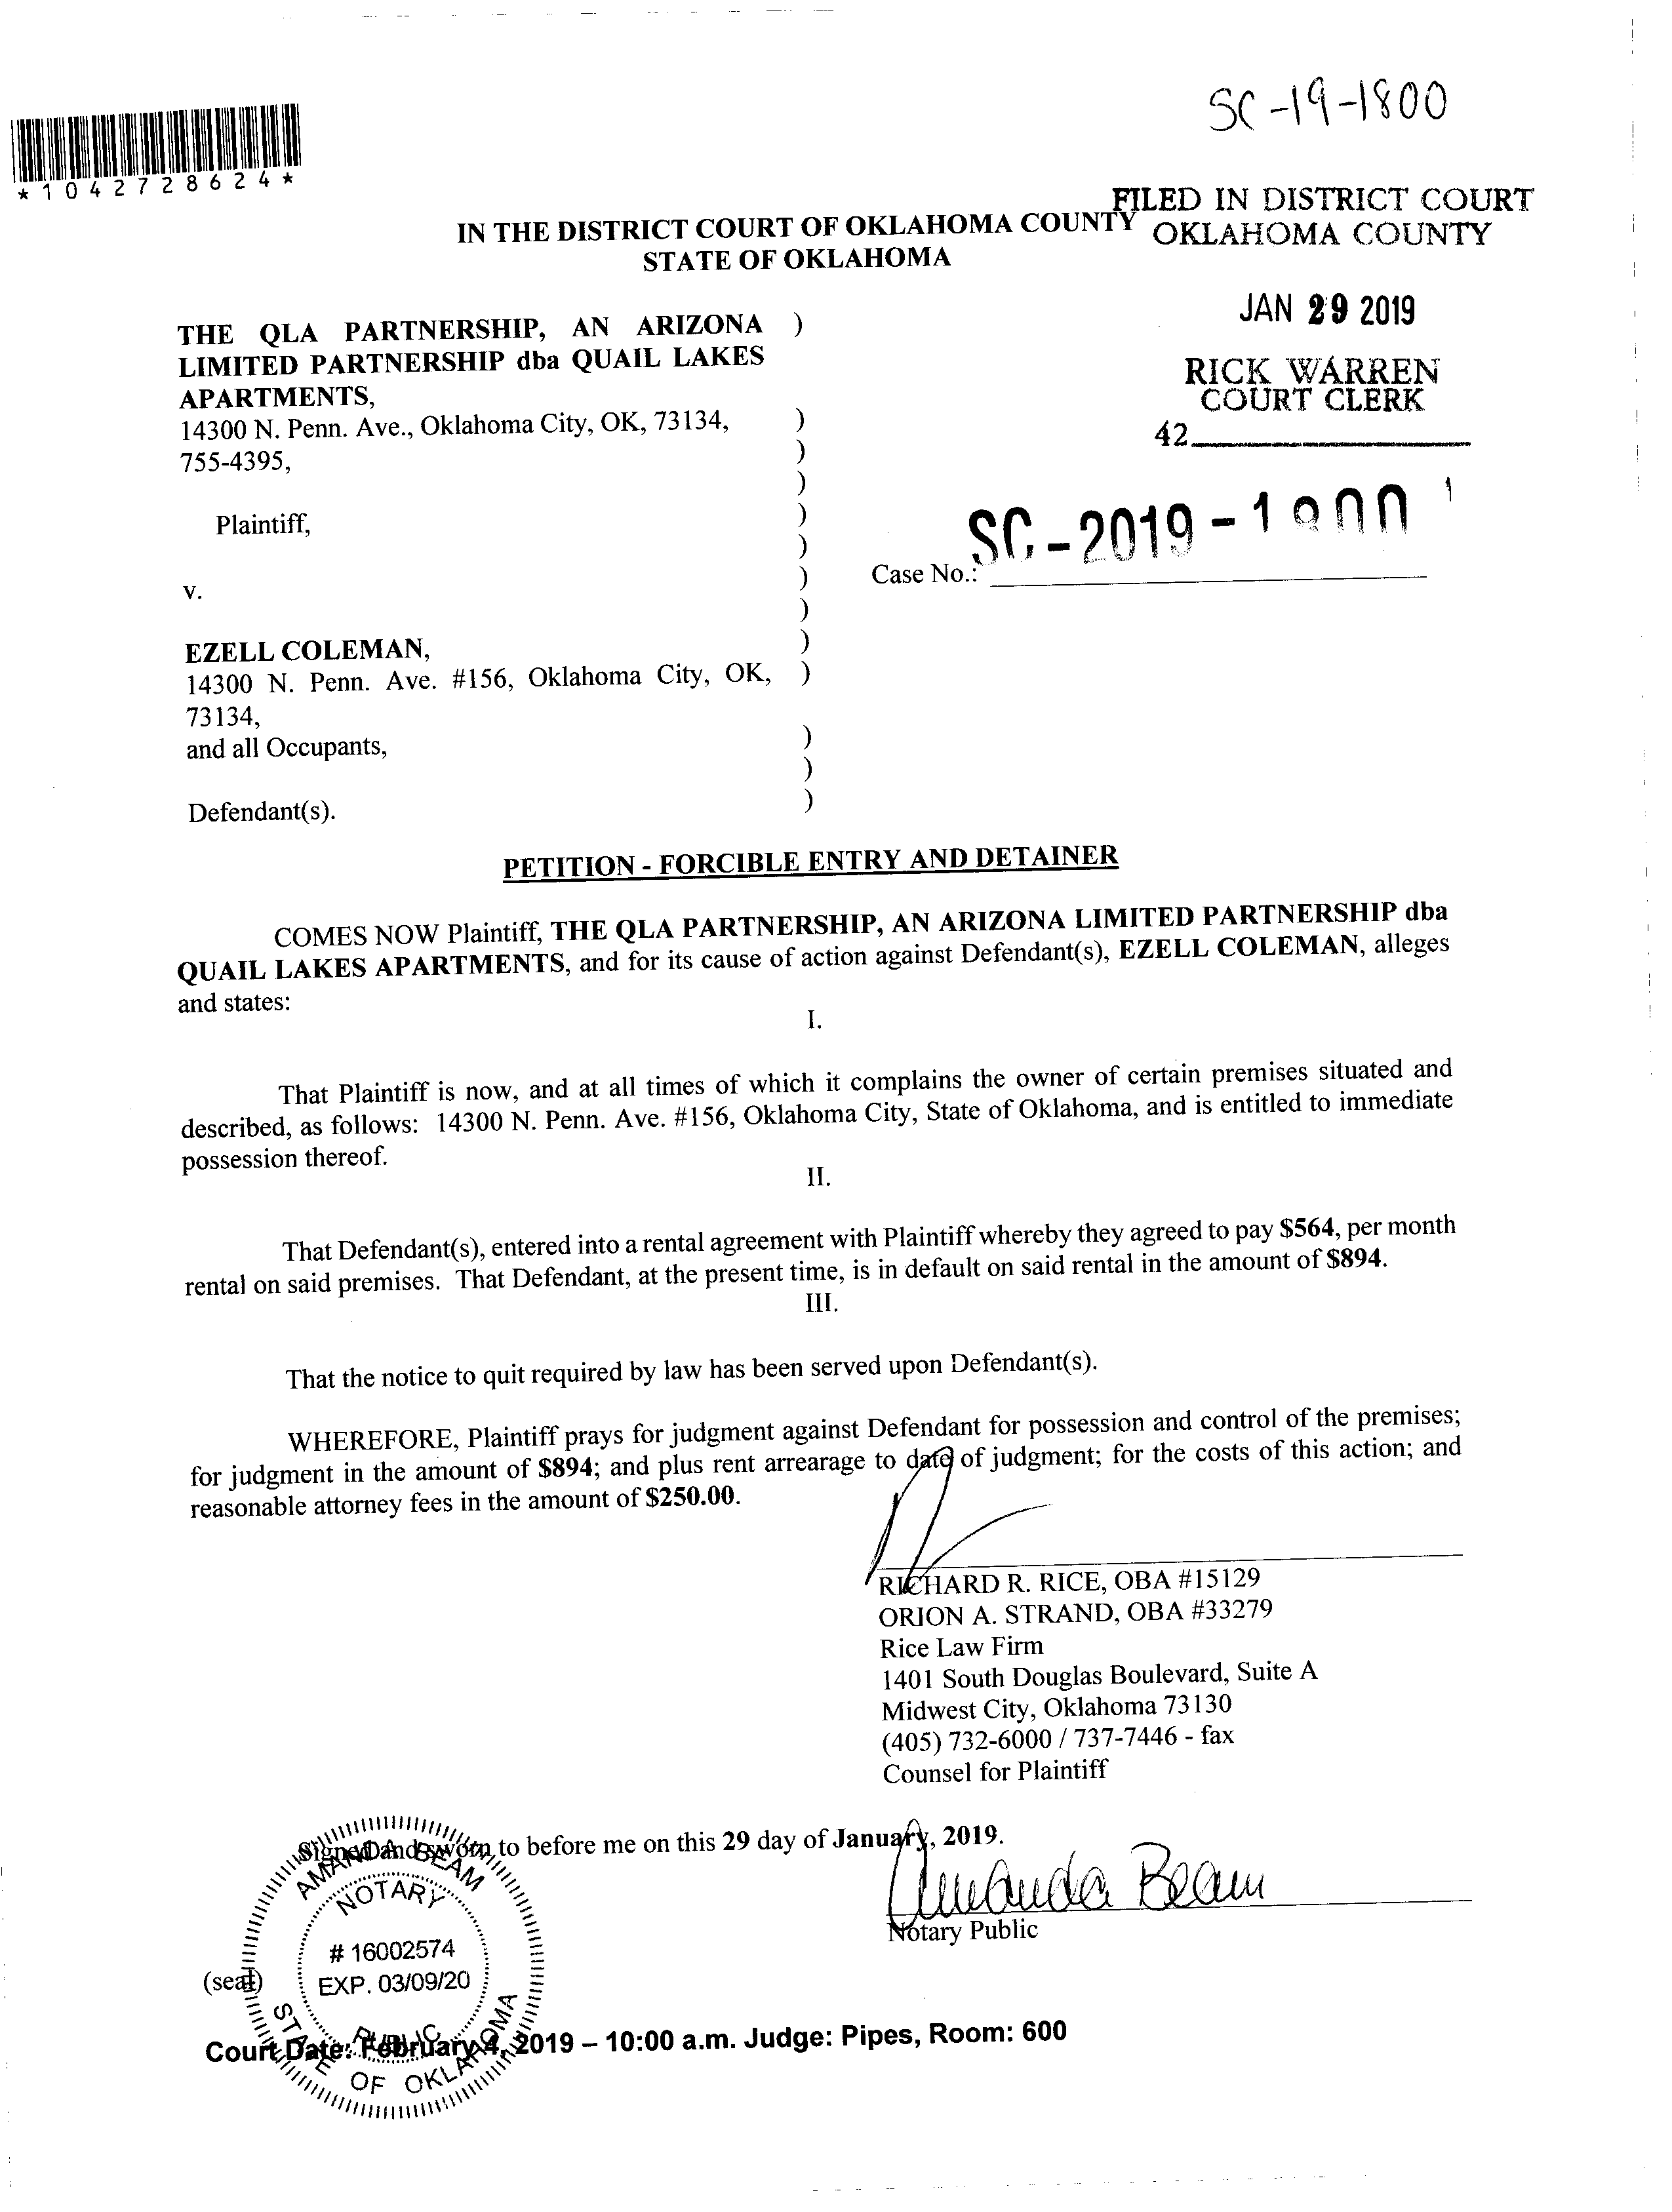 SC-19-1800
*1042728624*
FILED IN DISTRICT COURT
OKLAHOMA COUNTY
IN THE DISTRICT COURT OF OKLAHOMA COUNTY
STATE OF OKLAHOMA
JAN 29 2019
RICK WARREN
COURT CLERK
42
THE QLA PARTNERSHIP, AN ARIZONA )
LIMITED PARTNERSHIP dba QUAIL LAKES
APARTMENTS,
14300 N. Penn. Ave., Oklahoma City, OK, 73134, )
755-4395, )
)
Plaintiff, )
)
SC-2019-1800
v. ) Case No.:
)
EZELL COLEMAN, )
14300 N. Penn. Ave. #156, Oklahoma City, OK, )
73134,
and all Occupants, )
)
Defendant(s). )
PETITION - FORCIBLE ENTRY AND DETAINER
COMES NOW Plaintiff, THE QLA PARTNERSHIP, AN ARIZONA LIMITED PARTNERSHIP dba
QUAIL LAKES APARTMENTS, and for its cause of action against Defendant(s), EZELL COLEMAN, alleges
and states:
I.
That Plaintiff is now, and at all times of which it complains the owner of certain premises situated and
described, as follows: 14300 N. Penn. Ave. #156, Oklahoma City, State of Oklahoma, and is entitled to immediate
possession thereof.
II.
That Defendant(s), entered into a rental agreement with Plaintiff whereby they agreed to pay $564, per month
rental on said premises. That Defendant, at the present time, is in default on said rental in the amount of $894.
III.
That the notice to quit required by law has been served upon Defendant(s).
WHEREFORE, Plaintiff prays for judgment against Defendant for possession and control of the premises;
for judgment in the amount of $894; and plus rent arrearage to date of judgment; for the costs of this action; and
reasonable attorney fees in the amount of $250.00.
RICHARD R. RICE, OBA #15129
ORION A. STRAND, OBA #33279
Rice Law Firm
1401 South Douglas Boulevard, Suite A
Midwest City, Oklahoma 73130
(405) 732-6000 / 737-7446 - fax
Counsel for Plaintiff
Signed and sworn to before me on this 29 day of January, 2019.
Amanda Beam
Notary Public
AMANDA BEAM
NOTARY
# 16002574
EXP. 03/09/20
PUBLIC
STATE OF OKLAHOMA
(seal)
Court Date: February 4, 2019 – 10:00 a.m. Judge: Pipes, Room: 600